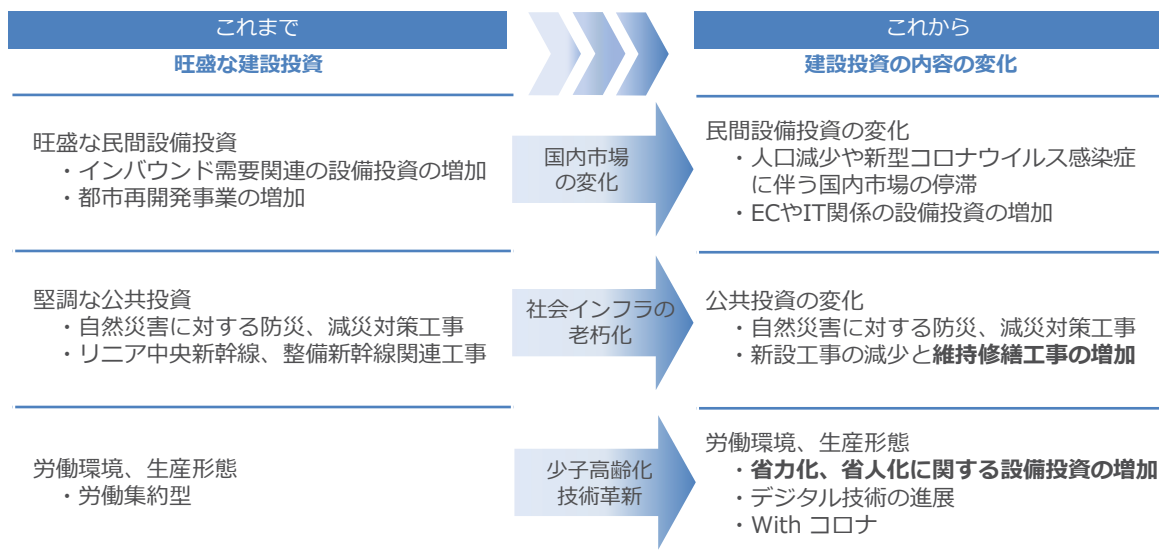 これまで
これから
旺盛な建設投資
建設投資の内容の変化
旺盛な民間設備投資
・インバウンド需要関連の設備投資の増加
・都市再開発事業の増加
国内市場
の変化
民間設備投資の変化
・人口減少や新型コロナウイルス感染症
に伴う国内市場の停滞
・ECやIT関係の設備投資の増加
堅調な公共投資
・自然災害に対する防災、減災対策工事
・リニア中央新幹線、整備新幹線関連工事
社会インフラの
老朽化
公共投資の変化
・自然災害に対する防災、減災対策工事
・新設工事の減少と維持修繕工事の増加
労働環境、生産形態
・労働集約型
少子高齢化
技術革新
労働環境、生産形態
・省力化、省人化に関する設備投資の増加
・デジタル技術の進展
・With コロナ